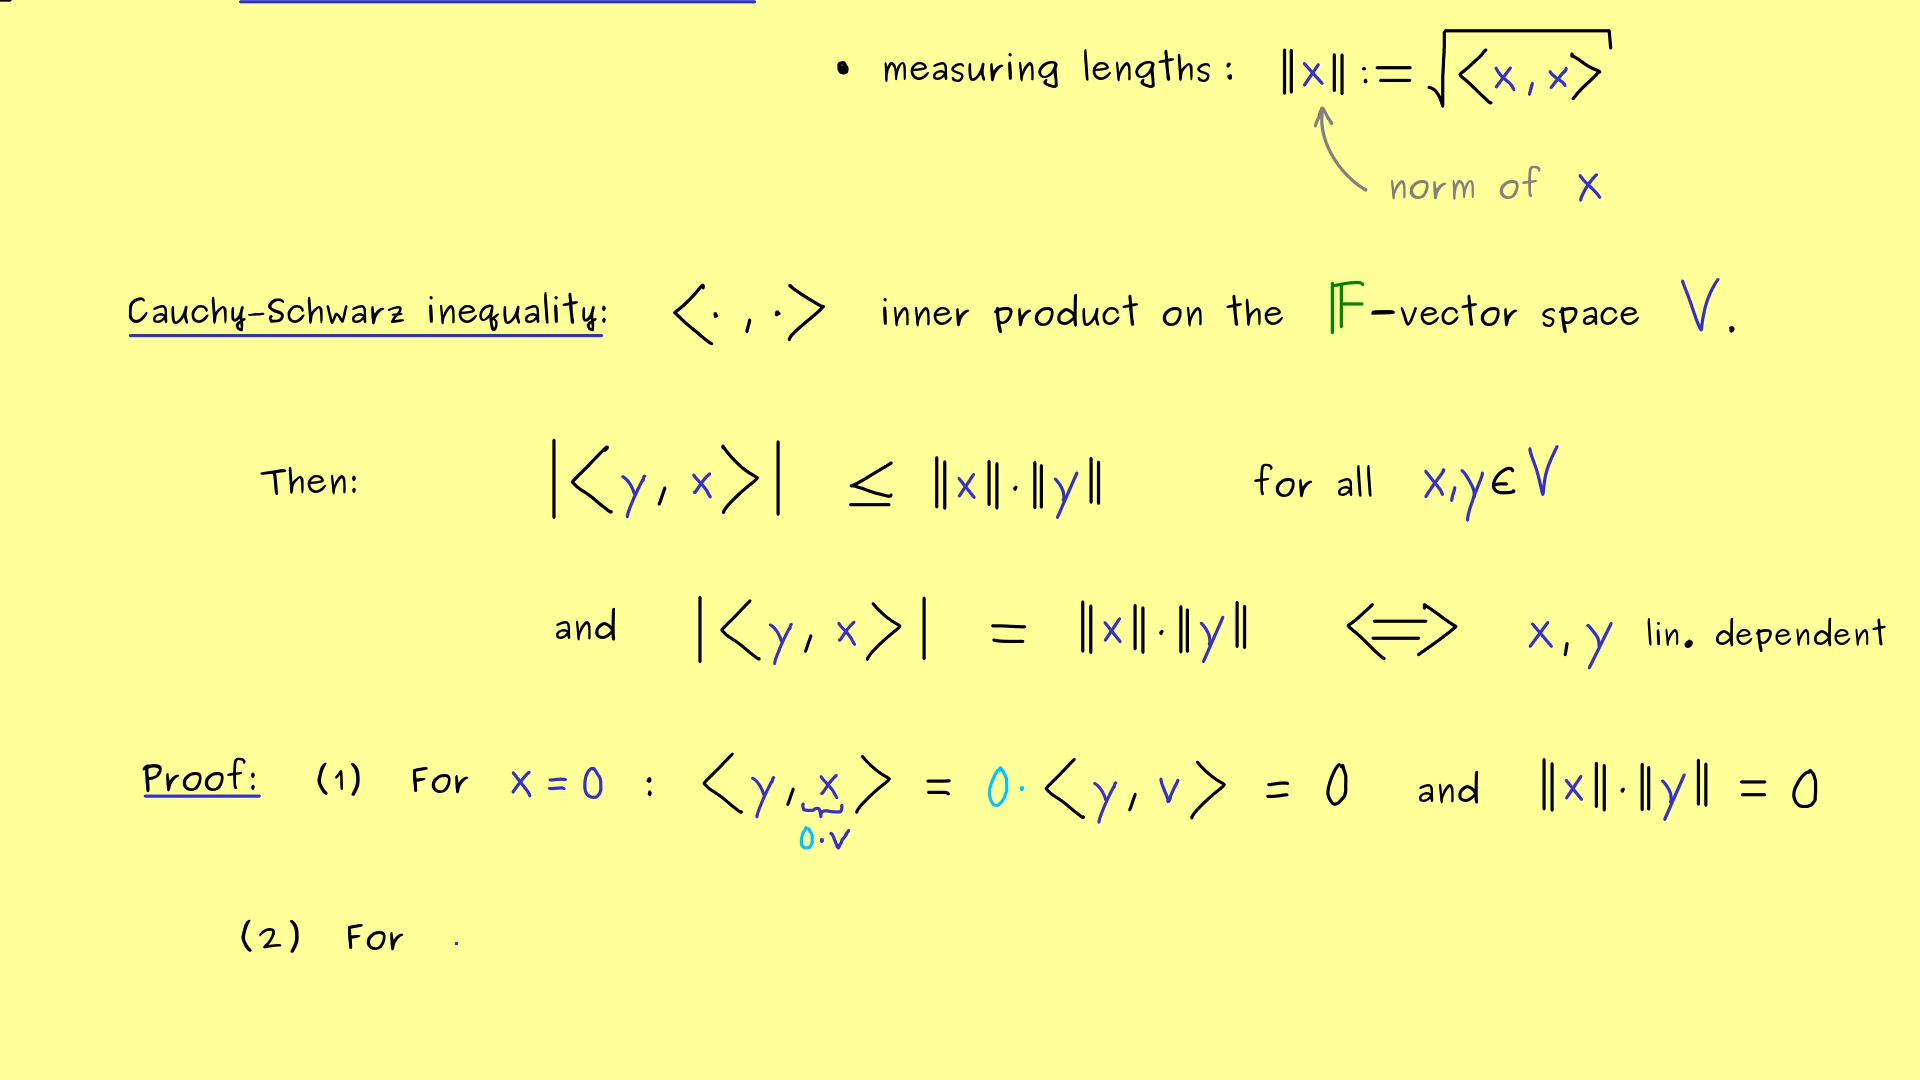 • measuring lengths: ‖x‖ := √<x, x>
norm of x
Cauchy-Schwarz inequality: <·, ·> inner product on the 𝔽-vector space V.
Then: |<y, x>| ≤ ‖x‖·‖y‖ for all x,y∈V
and |<y, x>| = ‖x‖·‖y‖ ⟺ x, y lin. dependent
Proof: (1) For x = 0 : <y, x> = 0·<y, v> = 0 and ‖x‖·‖y‖ = 0
0·v
(2) For